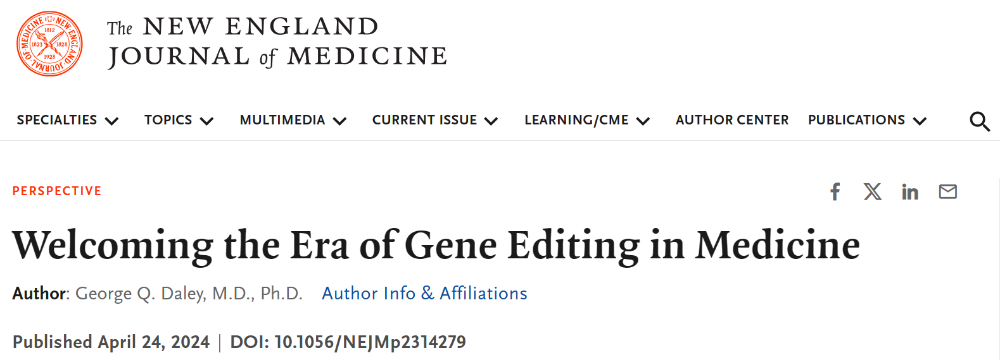 NEW·ENGLAND·JOURNAL·OF·MEDICINE
1812
1823 1828
1928
The NEW ENGLAND
JOURNAL of MEDICINE
SPECIALTIES TOPICS MULTIMEDIA CURRENT ISSUE LEARNING/CME AUTHOR CENTER PUBLICATIONS
PERSPECTIVE
Welcoming the Era of Gene Editing in Medicine
Author: George Q. Daley, M.D., Ph.D. Author Info & Affiliations
Published April 24, 2024 | DOI: 10.1056/NEJMp2314279